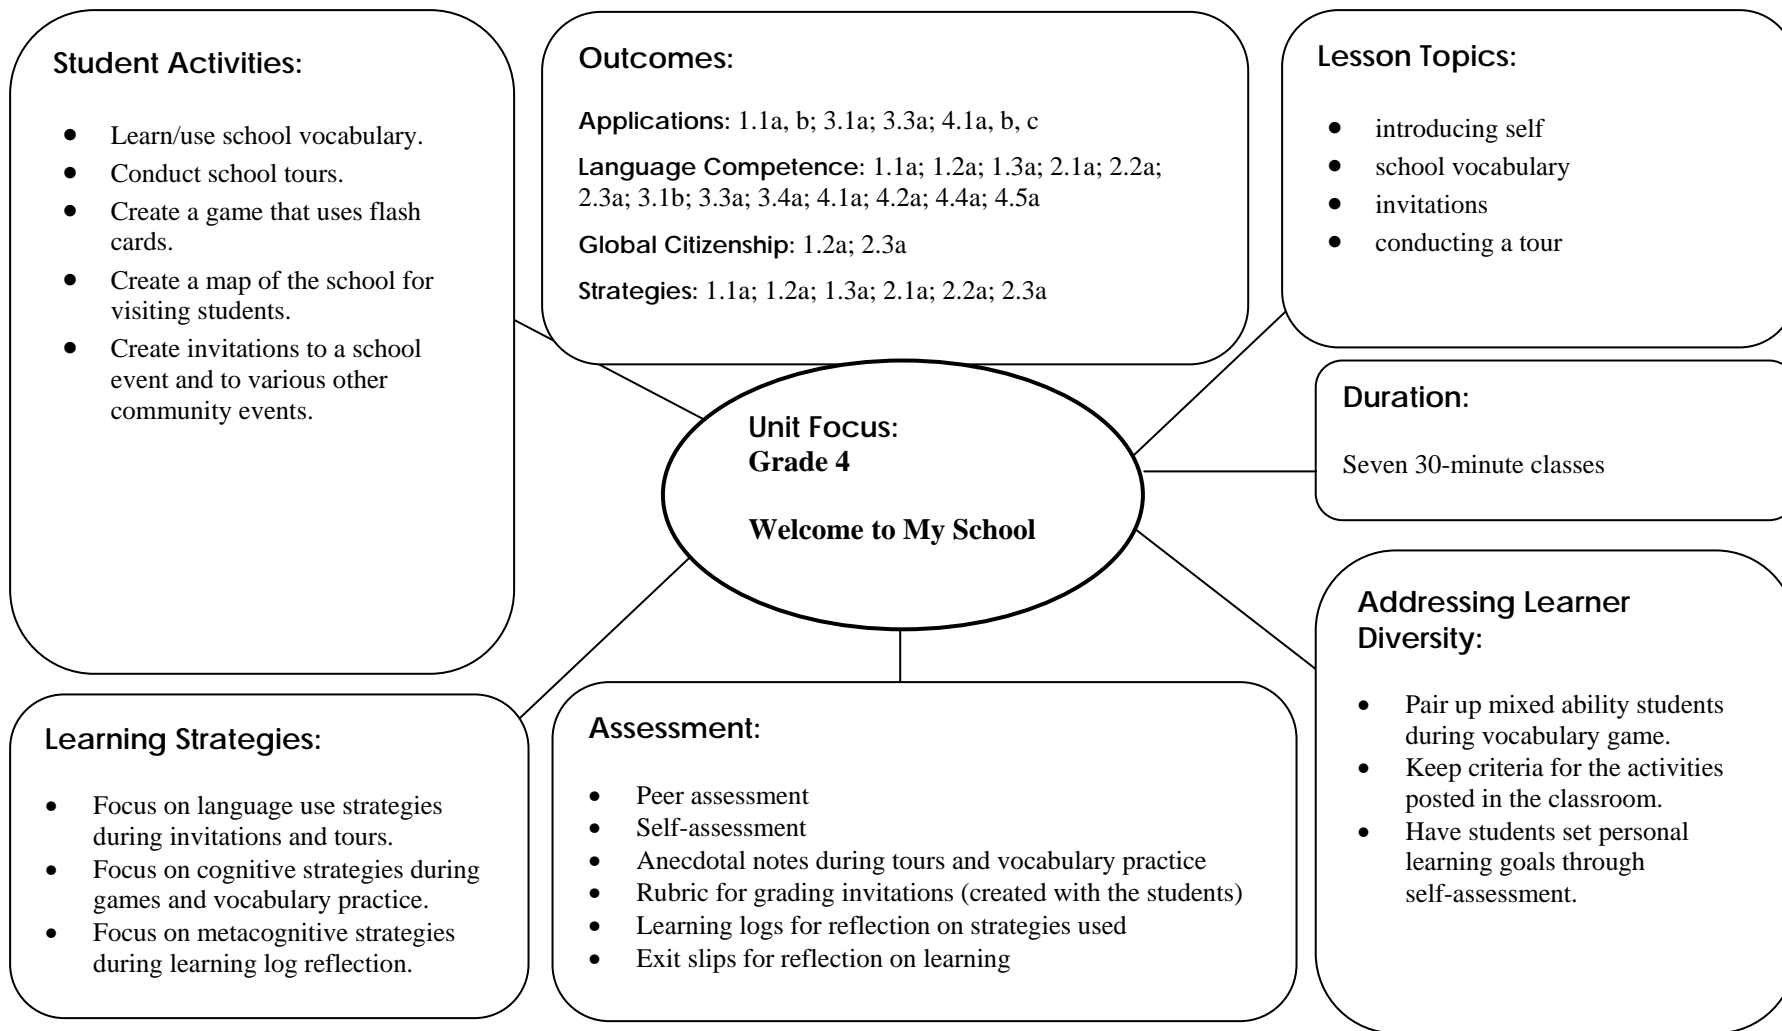 Student Activities:
• Learn/use school vocabulary.
• Conduct school tours.
• Create a game that uses flash
cards.
• Create a map of the school for
visiting students.
• Create invitations to a school
event and to various other
community events.
Outcomes:
Applications: 1.1a, b; 3.1a; 3.3a; 4.1a, b, c
Language Competence: 1.1a; 1.2a; 1.3a; 2.1a; 2.2a;
2.3a; 3.1b; 3.3a; 3.4a; 4.1a; 4.2a; 4.4a; 4.5a
Global Citizenship: 1.2a; 2.3a
Strategies: 1.1a; 1.2a; 1.3a; 2.1a; 2.2a; 2.3a
Lesson Topics:
• introducing self
• school vocabulary
• invitations
• conducting a tour
Unit Focus:
Grade 4
Welcome to My School
Duration:
Seven 30-minute classes
Learning Strategies:
• Focus on language use strategies
during invitations and tours.
• Focus on cognitive strategies during
games and vocabulary practice.
• Focus on metacognitive strategies
during learning log reflection.
Assessment:
• Peer assessment
• Self-assessment
• Anecdotal notes during tours and vocabulary practice
• Rubric for grading invitations (created with the students)
• Learning logs for reflection on strategies used
• Exit slips for reflection on learning
Addressing Learner
Diversity:
• Pair up mixed ability students
during vocabulary game.
• Keep criteria for the activities
posted in the classroom.
• Have students set personal
learning goals through
self-assessment.